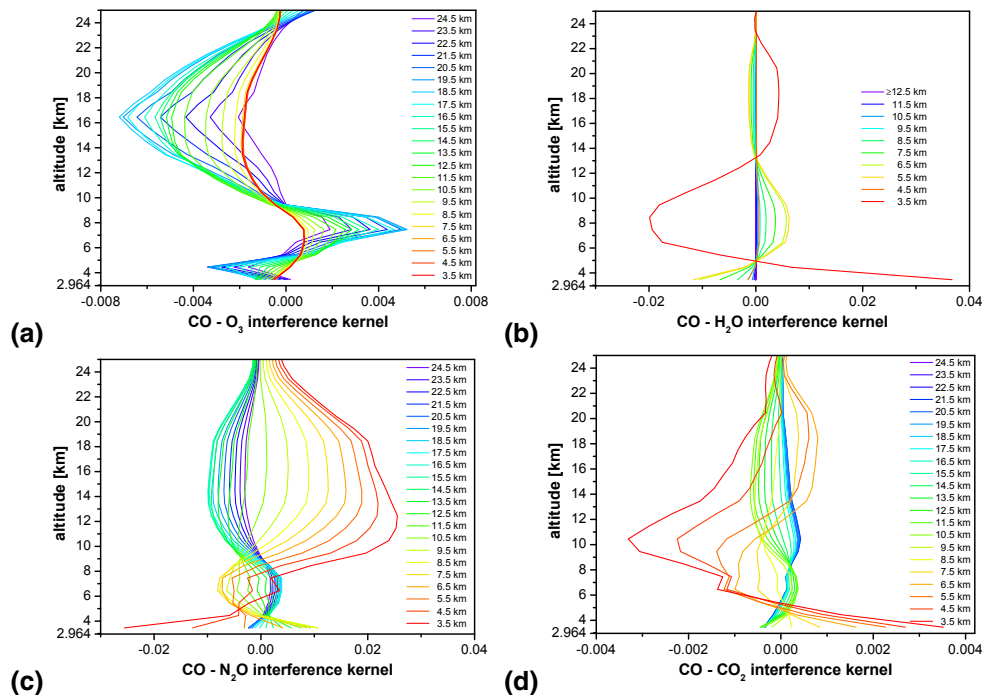 24
22
20
18
16
14
12
10
8
6
4
2.964
altitude [km]
-0.008
-0.004
0.000
0.004
0.008
CO - O3 interference kernel
24.5 km
23.5 km
22.5 km
21.5 km
20.5 km
19.5 km
18.5 km
17.5 km
16.5 km
15.5 km
14.5 km
13.5 km
12.5 km
11.5 km
10.5 km
9.5 km
8.5 km
7.5 km
6.5 km
5.5 km
4.5 km
3.5 km
(a)
24
22
20
18
16
14
12
10
8
6
4
2.964
altitude [km]
-0.02
0.00
0.02
0.04
CO - H2O interference kernel
≥12.5 km
11.5 km
10.5 km
9.5 km
8.5 km
7.5 km
6.5 km
5.5 km
4.5 km
3.5 km
(b)
24
22
20
18
16
14
12
10
8
6
4
2.964
altitude [km]
-0.02
0.00
0.02
0.04
CO - N2O interference kernel
24.5 km
23.5 km
22.5 km
21.5 km
20.5 km
19.5 km
18.5 km
17.5 km
16.5 km
15.5 km
14.5 km
13.5 km
12.5 km
11.5 km
10.5 km
9.5 km
8.5 km
7.5 km
6.5 km
5.5 km
4.5 km
3.5 km
(c)
24
22
20
18
16
14
12
10
8
6
4
2.964
altitude [km]
-0.004
-0.002
0.000
0.002
0.004
CO - CO2 interference kernel
24.5 km
23.5 km
22.5 km
21.5 km
20.5 km
19.5 km
18.5 km
17.5 km
16.5 km
15.5 km
14.5 km
13.5 km
12.5 km
11.5 km
10.5 km
9.5 km
8.5 km
7.5 km
6.5 km
5.5 km
4.5 km
3.5 km
(d)